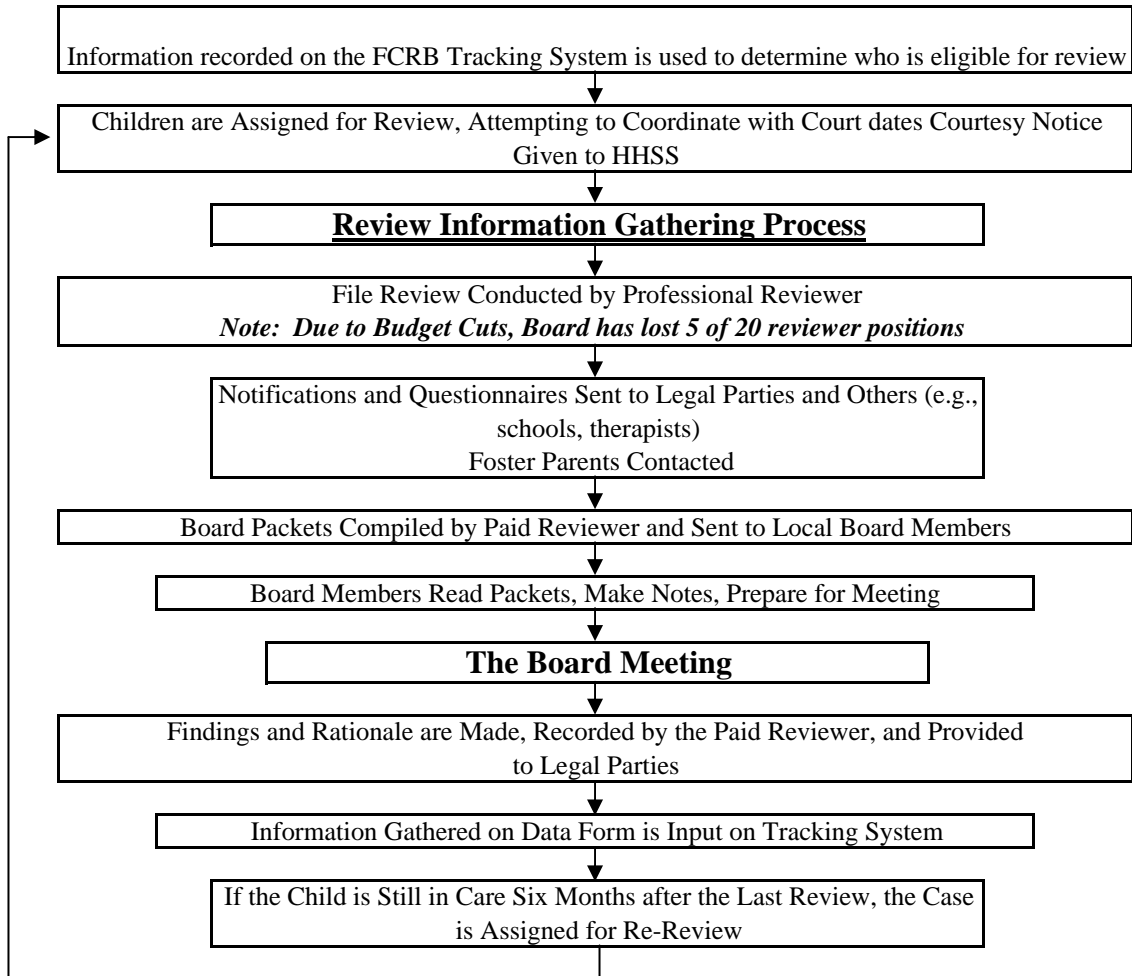 Information recorded on the FCRB Tracking System is used to determine who is eligible for review
Children are Assigned for Review, Attempting to Coordinate with Court dates Courtesy Notice
Given to HHSS
Review Information Gathering Process
File Review Conducted by Professional Reviewer
Note:  Due to Budget Cuts, Board has lost 5 of 20 reviewer positions
Notifications and Questionnaires Sent to Legal Parties and Others (e.g.,
schools, therapists)
Foster Parents Contacted
Board Packets Compiled by Paid Reviewer and Sent to Local Board Members
Board Members Read Packets, Make Notes, Prepare for Meeting
The Board Meeting
Findings and Rationale are Made, Recorded by the Paid Reviewer, and Provided
to Legal Parties
Information Gathered on Data Form is Input on Tracking System
If the Child is Still in Care Six Months after the Last Review, the Case
is Assigned for Re-Review